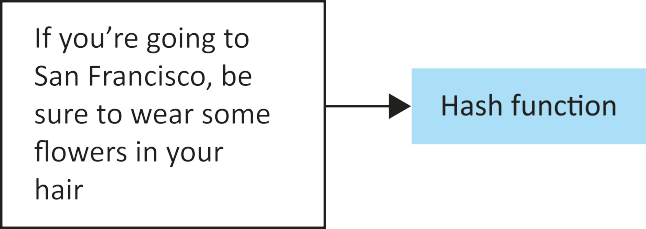 If you’re going to
San Francisco, be
sure to wear some
flowers in your
hair
Hash function